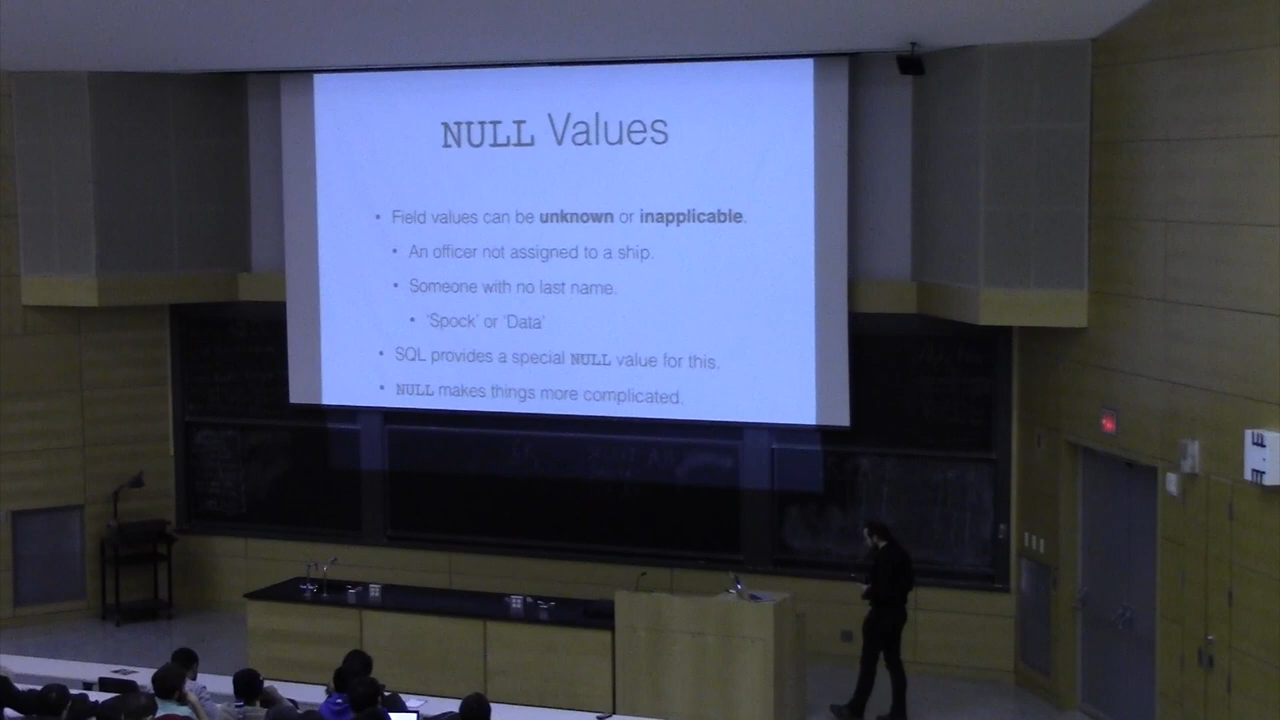 NULL Values
• Field values can be unknown or inapplicable.
• An officer not assigned to a ship.
• Someone with no last name.
• ‘Spock’ or ‘Data’
• SQL provides a special NULL value for this.
• NULL makes things more complicated.